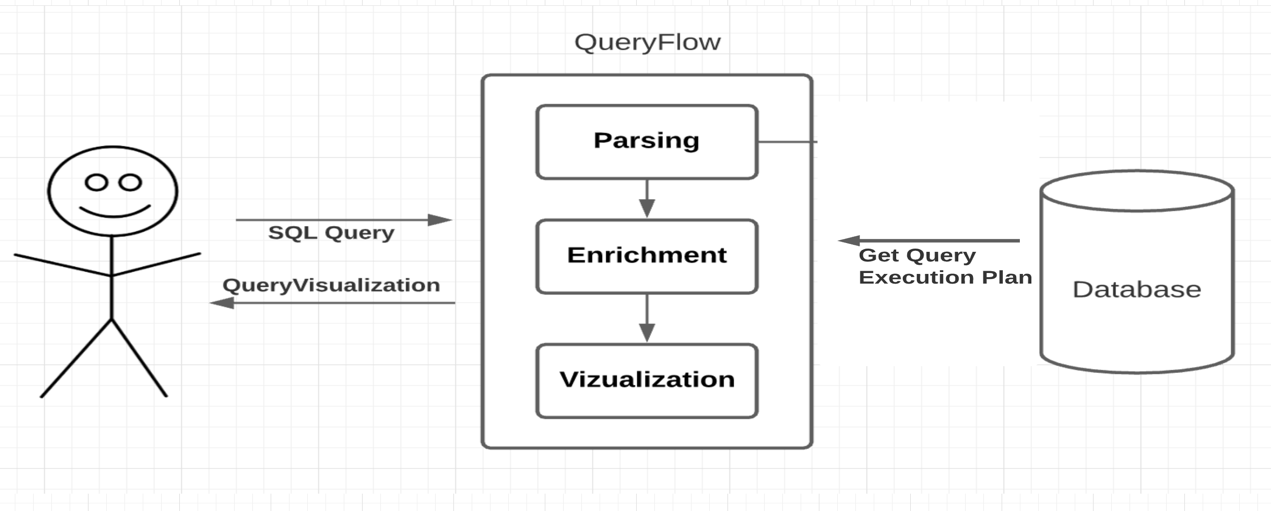 QueryFlow
Parsing
Enrichment
Vizualization
SQL Query
QueryVisualization
Get Query
Execution Plan
Database